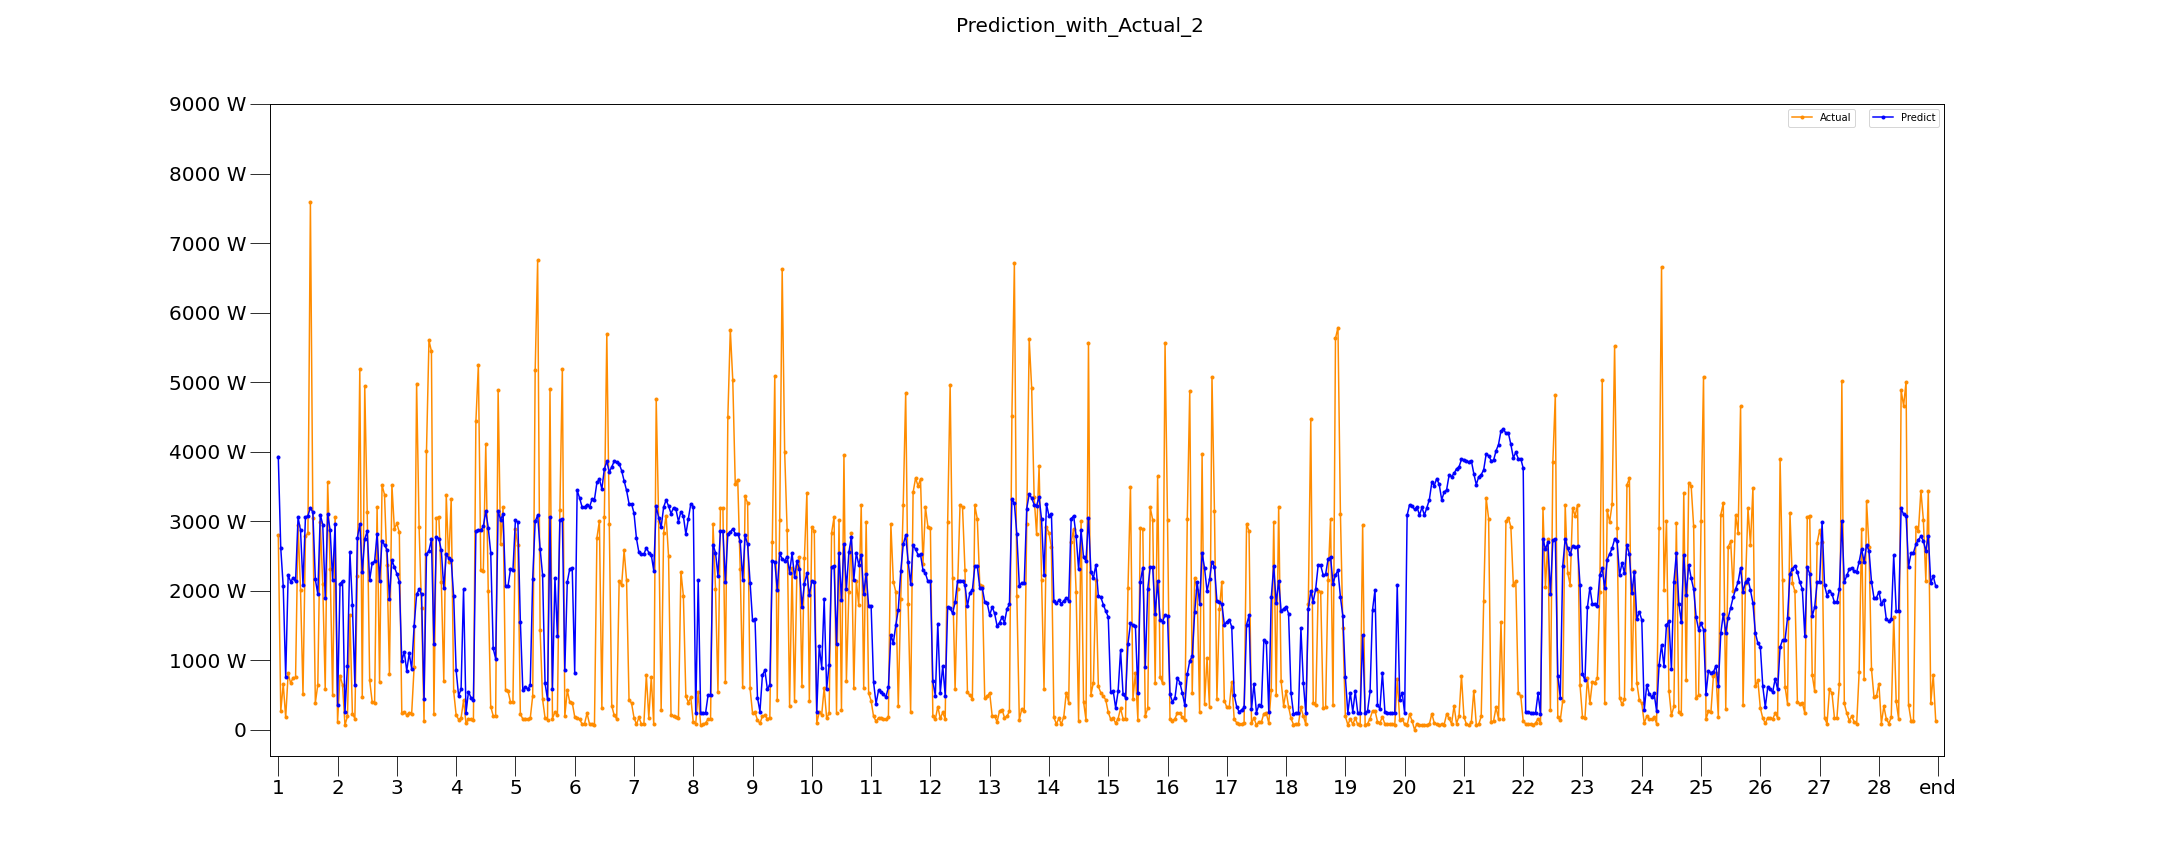 Prediction_with_Actual_2
Actual Predict
9000 W
8000 W
7000 W
6000 W
5000 W
4000 W
3000 W
2000 W
1000 W
0
1 2 3 4 5 6 7 8 9 10 11 12 13 14 15 16 17 18 19 20 21 22 23 24 25 26 27 28 end